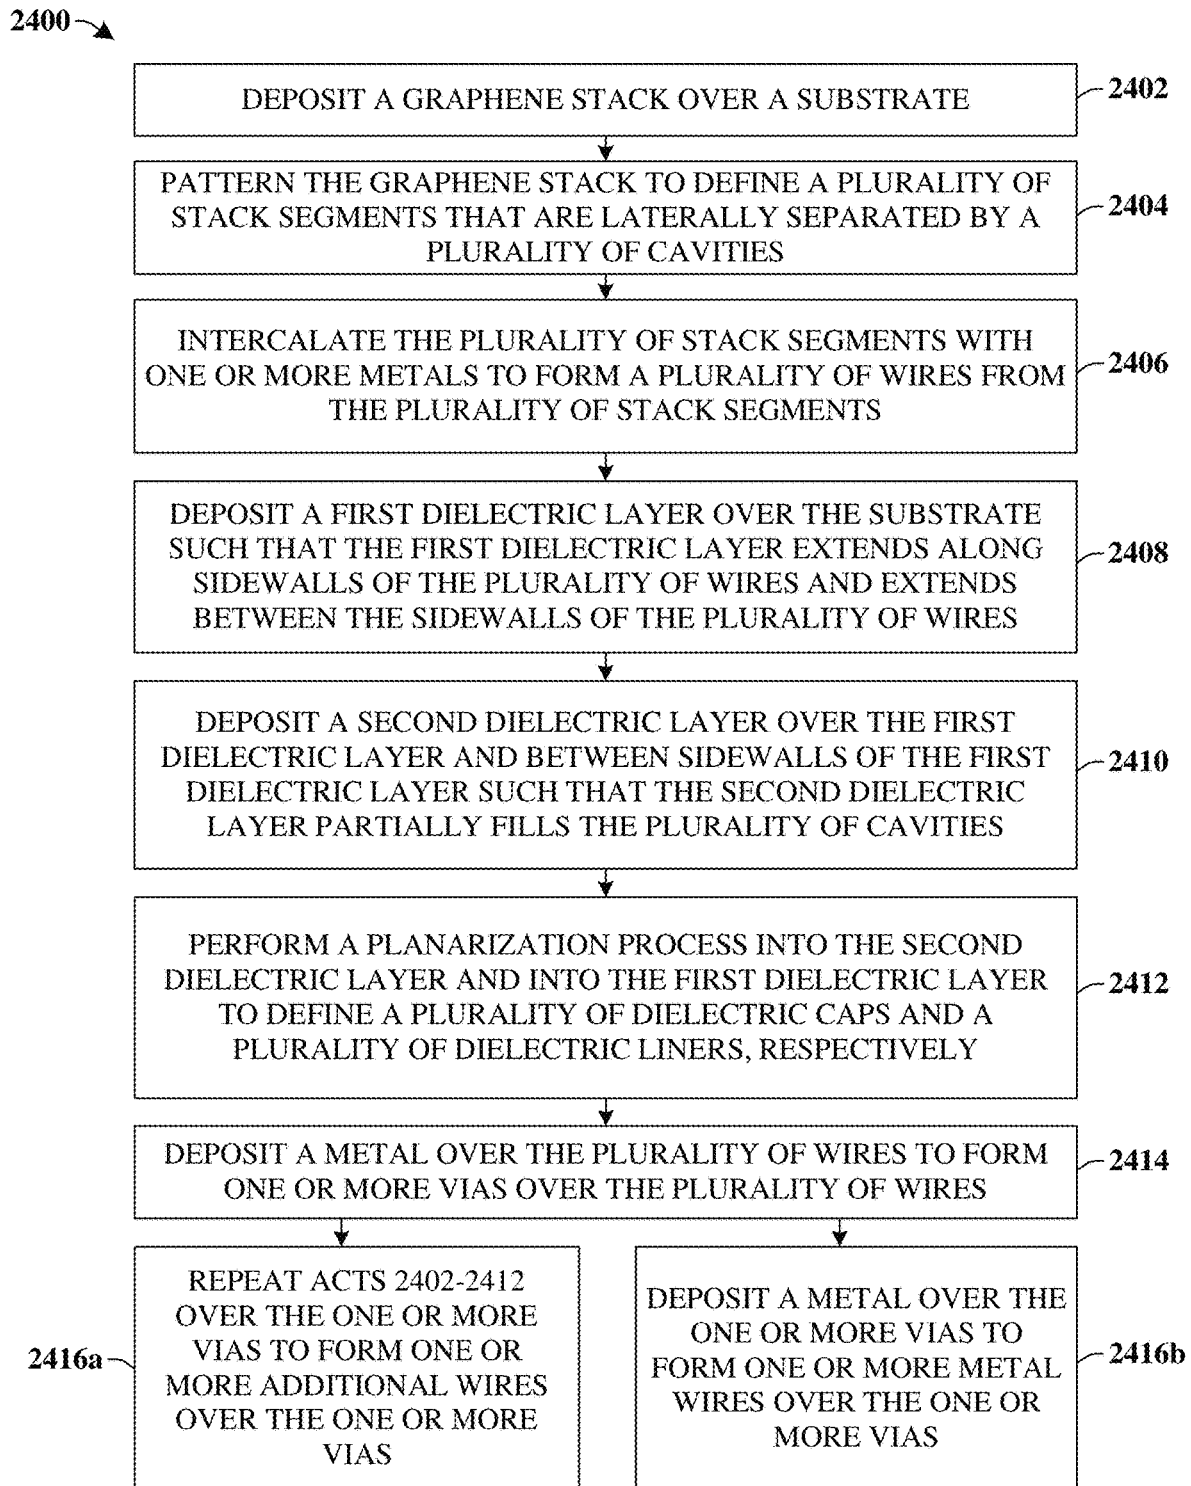 2400
DEPOSIT A GRAPHENE STACK OVER A SUBSTRATE
2402
PATTERN THE GRAPHENE STACK TO DEFINE A PLURALITY OF
STACK SEGMENTS THAT ARE LATERALLY SEPARATED BY A
PLURALITY OF CAVITIES
2404
INTERCALATE THE PLURALITY OF STACK SEGMENTS WITH
ONE OR MORE METALS TO FORM A PLURALITY OF WIRES FROM
THE PLURALITY OF STACK SEGMENTS
2406
DEPOSIT A FIRST DIELECTRIC LAYER OVER THE SUBSTRATE
SUCH THAT THE FIRST DIELECTRIC LAYER EXTENDS ALONG
SIDEWALLS OF THE PLURALITY OF WIRES AND EXTENDS
BETWEEN THE SIDEWALLS OF THE PLURALITY OF WIRES
2408
DEPOSIT A SECOND DIELECTRIC LAYER OVER THE FIRST
DIELECTRIC LAYER AND BETWEEN SIDEWALLS OF THE FIRST
DIELECTRIC LAYER SUCH THAT THE SECOND DIELECTRIC
LAYER PARTIALLY FILLS THE PLURALITY OF CAVITIES
2410
PERFORM A PLANARIZATION PROCESS INTO THE SECOND
DIELECTRIC LAYER AND INTO THE FIRST DIELECTRIC LAYER
TO DEFINE A PLURALITY OF DIELECTRIC CAPS AND A
PLURALITY OF DIELECTRIC LINERS, RESPECTIVELY
2412
DEPOSIT A METAL OVER THE PLURALITY OF WIRES TO FORM
ONE OR MORE VIAS OVER THE PLURALITY OF WIRES
2414
REPEAT ACTS 2402-2412
OVER THE ONE OR MORE
VIAS TO FORM ONE OR
MORE ADDITIONAL WIRES
OVER THE ONE OR MORE
VIAS
2416a
DEPOSIT A METAL OVER THE
ONE OR MORE VIAS TO
FORM ONE OR MORE METAL
WIRES OVER THE ONE OR
MORE VIAS
2416b